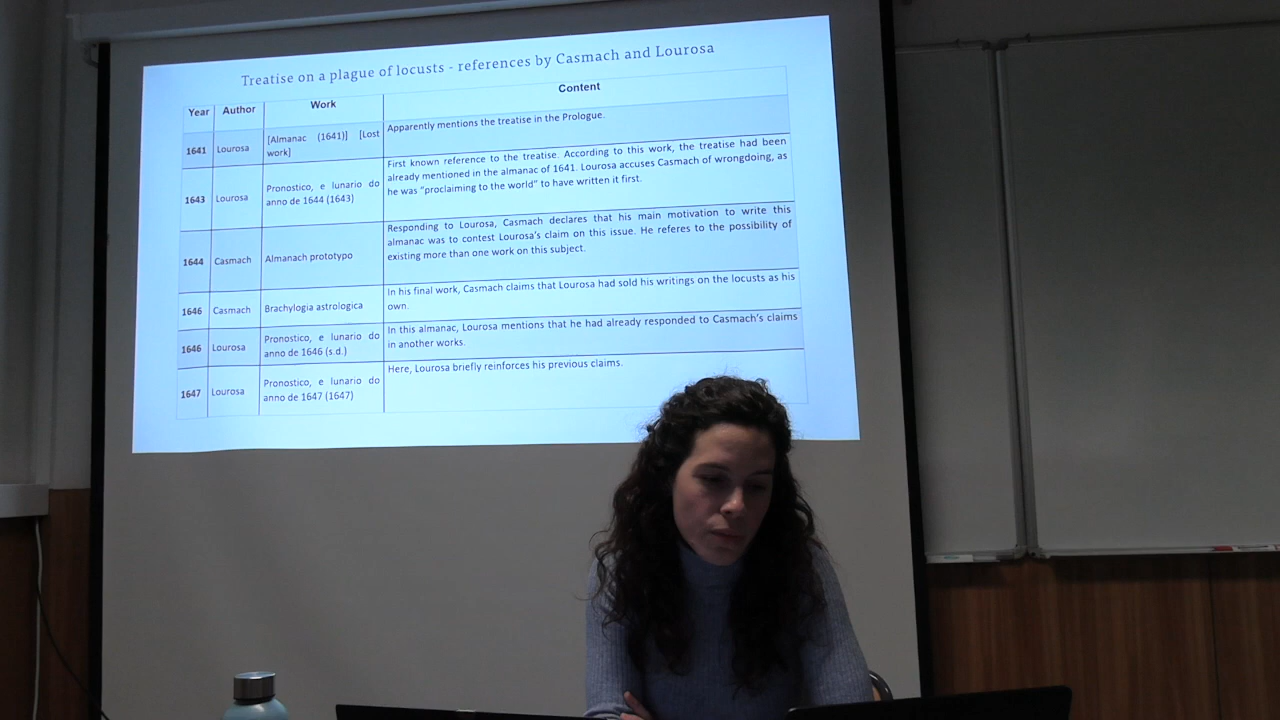 Treatise on a plague of locusts - references by Casmach and Lourosa
Year Author Work Content
1641 Lourosa [Almanac (1641)] [Lost
work]
Apparently mentions the treatise in the Prologue.
1643 Lourosa Pronostico, e lunario do
anno de 1644 (1643)
First known reference to the treatise. According to this work, the treatise had been
already mentioned in the almanac of 1641. Lourosa accuses Casmach of wrongdoing, as
he was “proclaiming to the world” to have written it first.
1644 Casmach Almanach prototypo
Responding to Lourosa, Casmach declares that his main motivation to write this
almanac was to contest Lourosa’s claim on this issue. He referes to the possibility of
existing more than one work on this subject.
1646 Casmach Brachylogia astrologica
In his final work, Casmach claims that Lourosa had sold his writings on the locusts as his
own.
1646 Lourosa Pronostico, e lunario do
anno de 1646 (s.d.)
In this almanac, Lourosa mentions that he had already responded to Casmach’s claims
in another works.
1647 Lourosa Pronostico, e lunario do
anno de 1647 (1647)
Here, Lourosa briefly reinforces his previous claims.